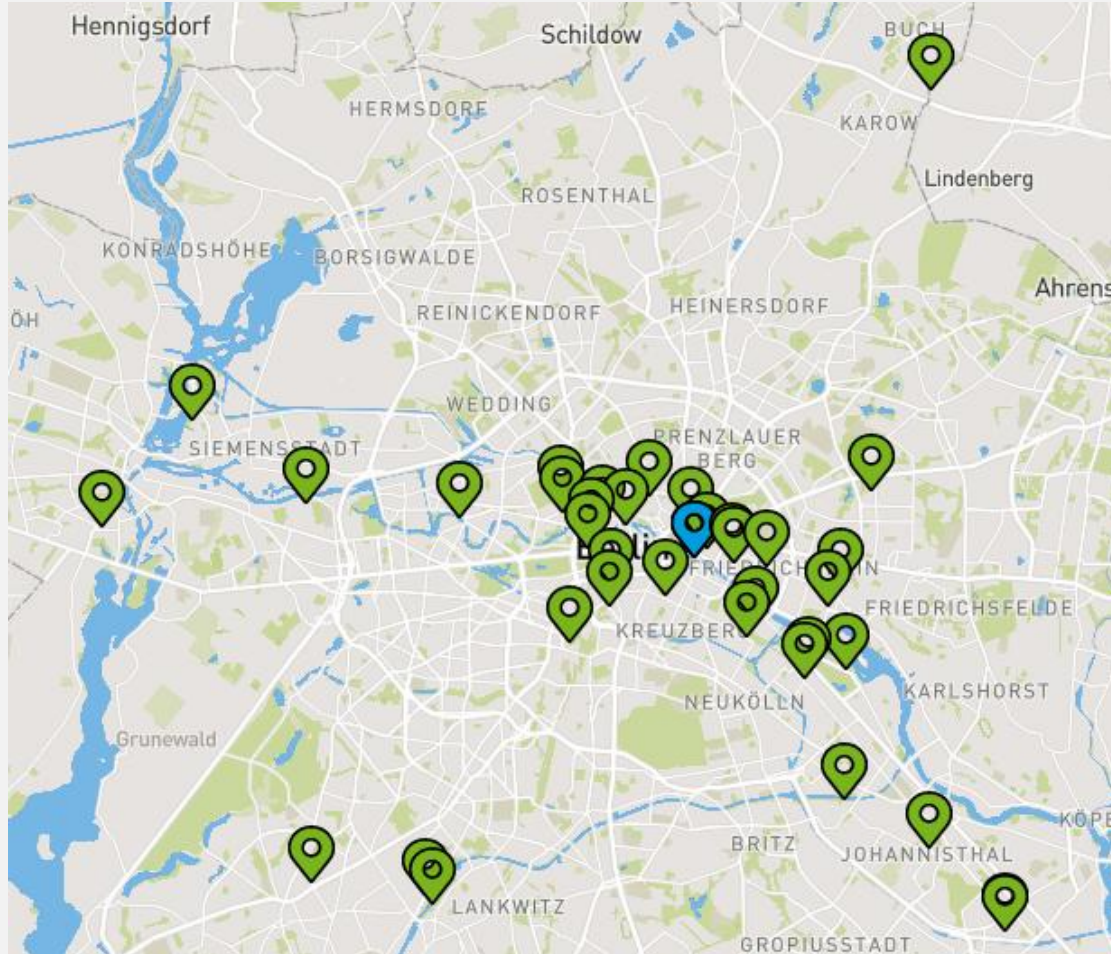 Hennigsdorf
Schildow
BUCH
HERMSDORF
KAROW
Lindenberg
ROSENTHAL
KONRADSHÖHE
BORSIGWALDE
Ahrens
HEINERSDORF
REINICKENDORF
ÖH
WEDDING
PRENZLAUER
BERG
SIEMENSSTADT
FRIEDRICHSFELDE
KREUZBERG
KARLSHORST
NEUKÖLLN
Grunewald
KÖPE
BRITZ
JOHANNISTHAL
LANKWITZ
GROPIUSSTADT